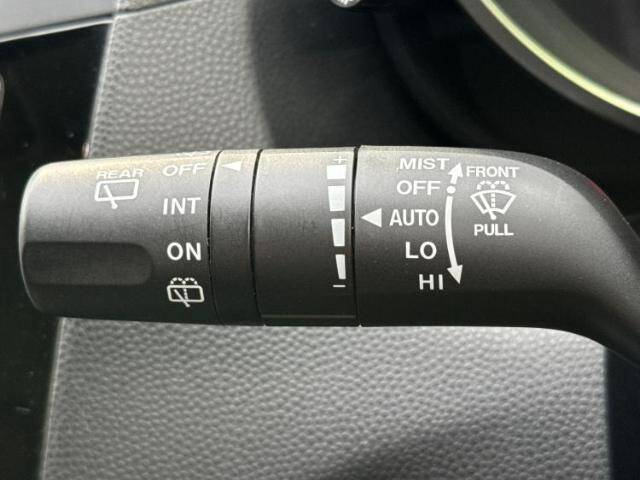 REAR
OFF
INT
ON
+
-
MIST
OFF
AUTO
LO
HI
FRONT
PULL